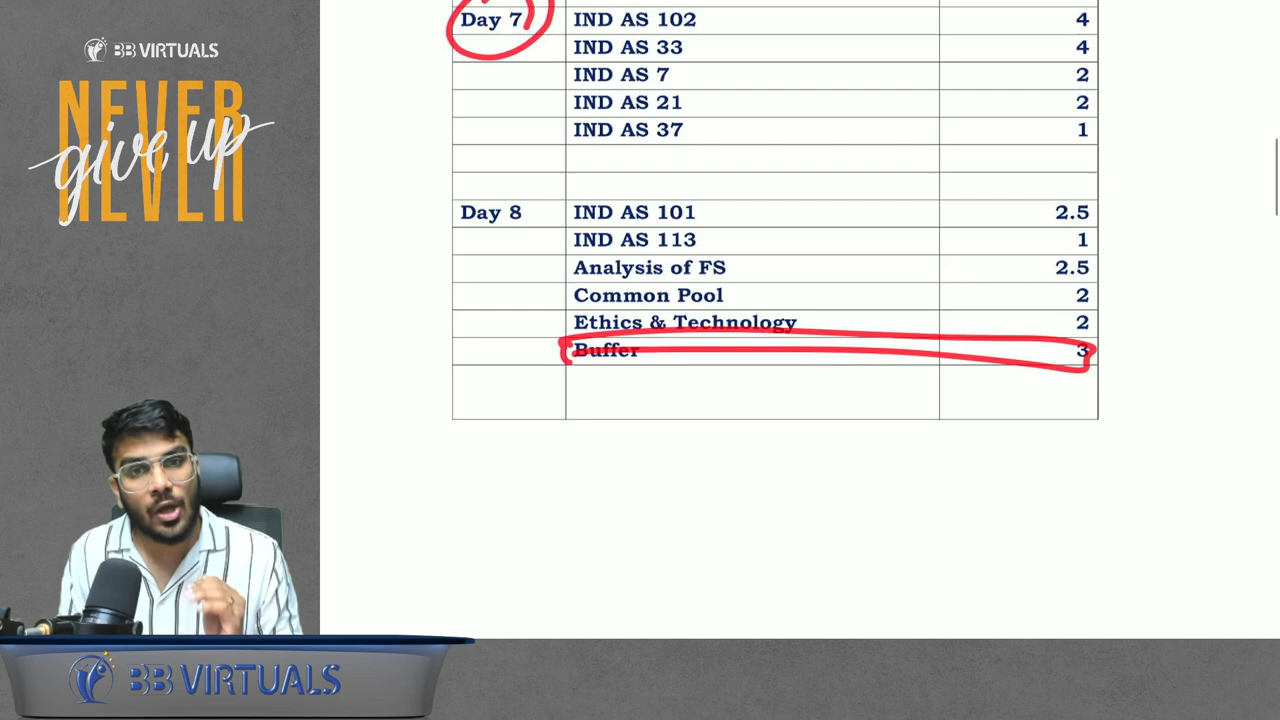 BB VIRTUALS
NEVER
give up
NEVER
Day 7 IND AS 102 4
IND AS 33 4
IND AS 7 2
IND AS 21 2
IND AS 37 1
Day 8 IND AS 101 2.5
IND AS 113 1
Analysis of FS 2.5
Common Pool 2
Ethics & Technology 2
Buffer 3
BB VIRTUALS